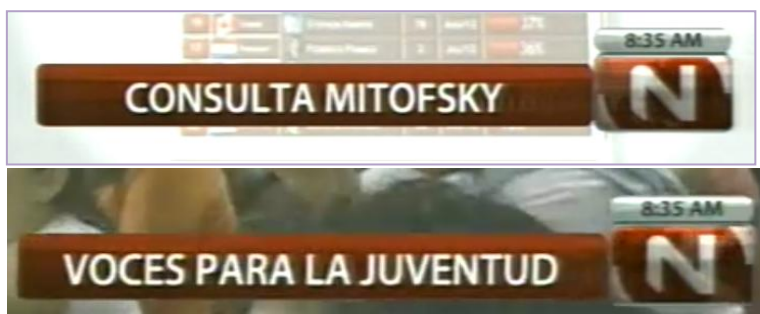 8:35 AM
CONSULTA MITOFSKY
N
8:35 AM
VOCES PARA LA JUVENTUD
N